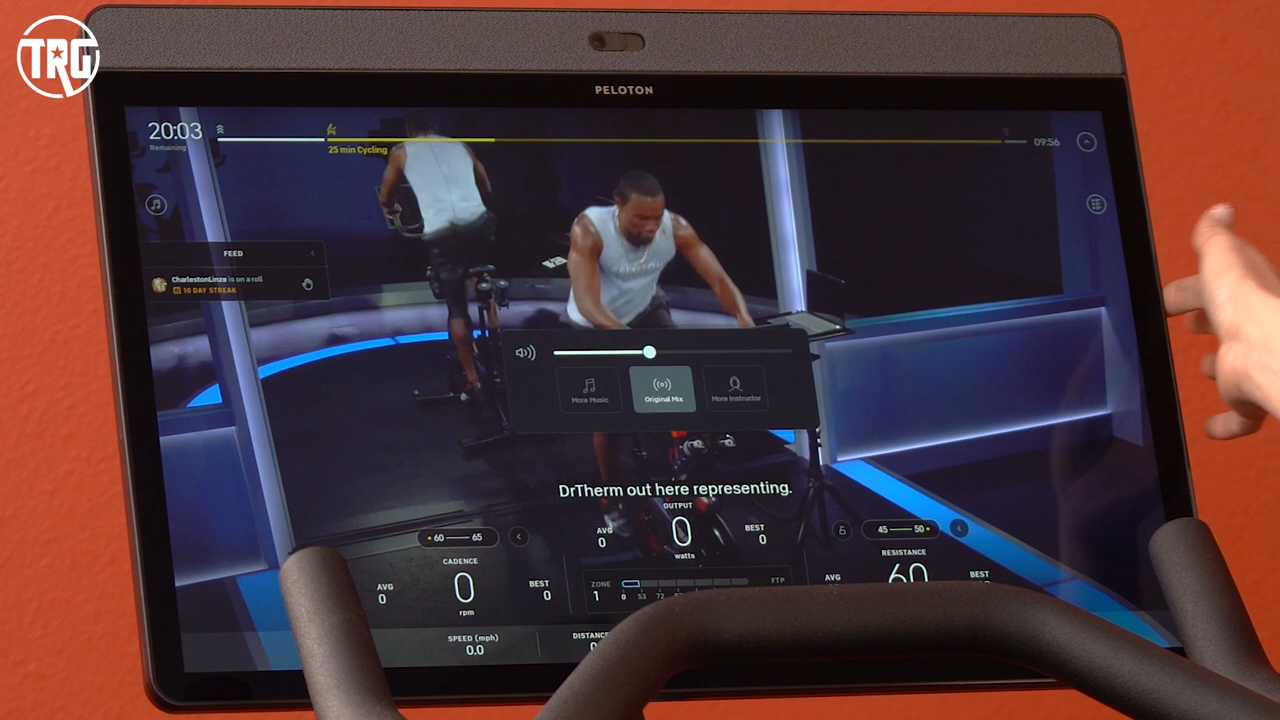 TRG
PELOTON
20:03
Remaining
25 min Cycling
09:56
FEED
CharlestonLinze is on a roll
10 DAY STREAK
More Music
Original Mix
More Instructor
DrTherm out here representing.
OUTPUT
AVG
0
0
watts
BEST
0
60 65
CADENCE
AVG
0
0
rpm
BEST
0
ZONE
1
0 53 72
FTP
45 50
RESISTANCE
AVG
60
BEST
SPEED (mph)
0.0
DISTANCE